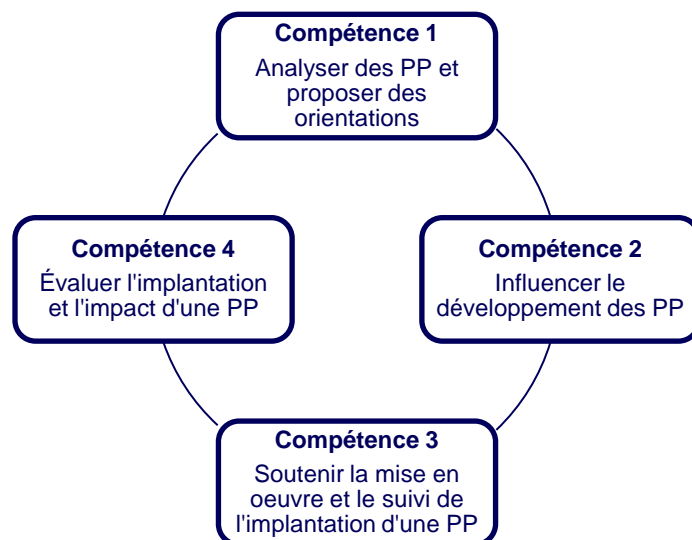 Compétence 1
Analyser des PP et
proposer des
orientations
Compétence 4
Évaluer l'implantation
et l'impact d'une PP
Compétence 2
Influencer le
développement des PP
Compétence 3
Soutenir la mise en
oeuvre et le suivi de
l'implantation d'une PP